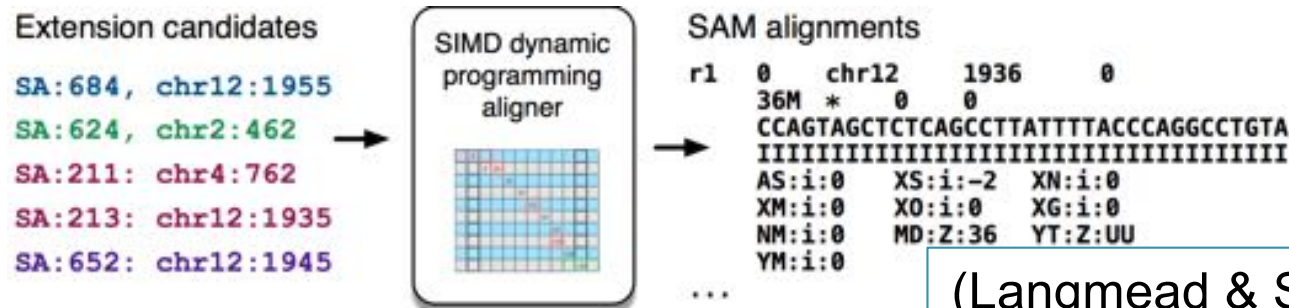 Extension candidates
SA:684, chr12:1955
SA:624, chr2:462
SA:211: chr4:762
SA:213: chr12:1935
SA:652: chr12:1945
SIMD dynamic
programming
aligner
SAM alignments
r1 0 chr12 1936 0
36M * 0 0
CCAGTAGCTCTCAGCCTTATTTTACCCAGGCCTGTA
IIIIIIIIIIIIIIIIIIIIIIIIIIIIIIIIIIII
AS:i:0 XS:i:-2 XN:i:0
XM:i:0 XO:i:0 XG:i:0
NM:i:0 MD:Z:36 YT:Z:UU
YM:i:0
...
(Langmead & S